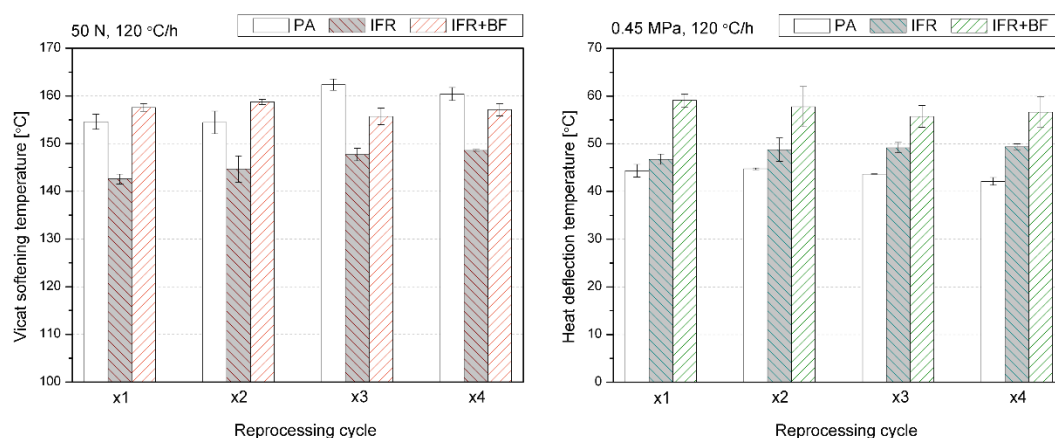 50 N, 120 °C/h
PA IFR IFR+BF
Vicat softening temperature [°C]
170
160
150
140
130
120
110
100
x1 x2 x3 x4
Reprocessing cycle
0.45 MPa, 120 °C/h
PA IFR IFR+BF
Heat deflection temperature [°C]
70
60
50
40
30
20
10
0
x1 x2 x3 x4
Reprocessing cycle